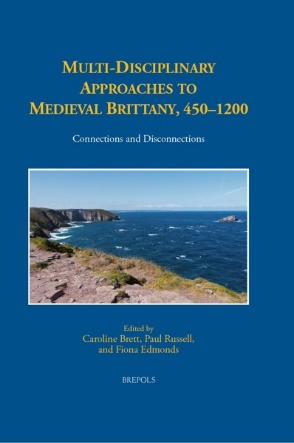 MULTI-DISCIPLINARY
APPROACHES TO
MEDIEVAL BRITTANY, 450–1200
Connections and Disconnections
Edited by
Caroline Brett, Paul Russell,
and Fiona Edmonds
BREPOLS